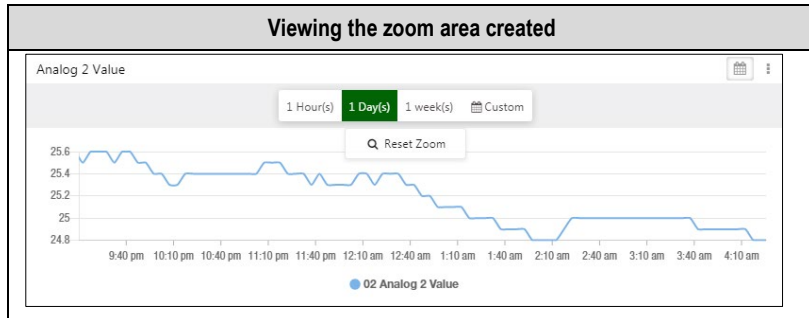 Viewing the zoom area created
Analog 2 Value
1 Hour(s) 1 Day(s) 1 week(s) Custom
Reset Zoom
25.6
25.4
25.2
25
24.8
9:40 pm 10:10 pm 10:40 pm 11:10 pm 11:40 pm 12:10 am 12:40 am 1:10 am 1:40 am 2:10 am 2:40 am 3:10 am 3:40 am 4:10 am
02 Analog 2 Value